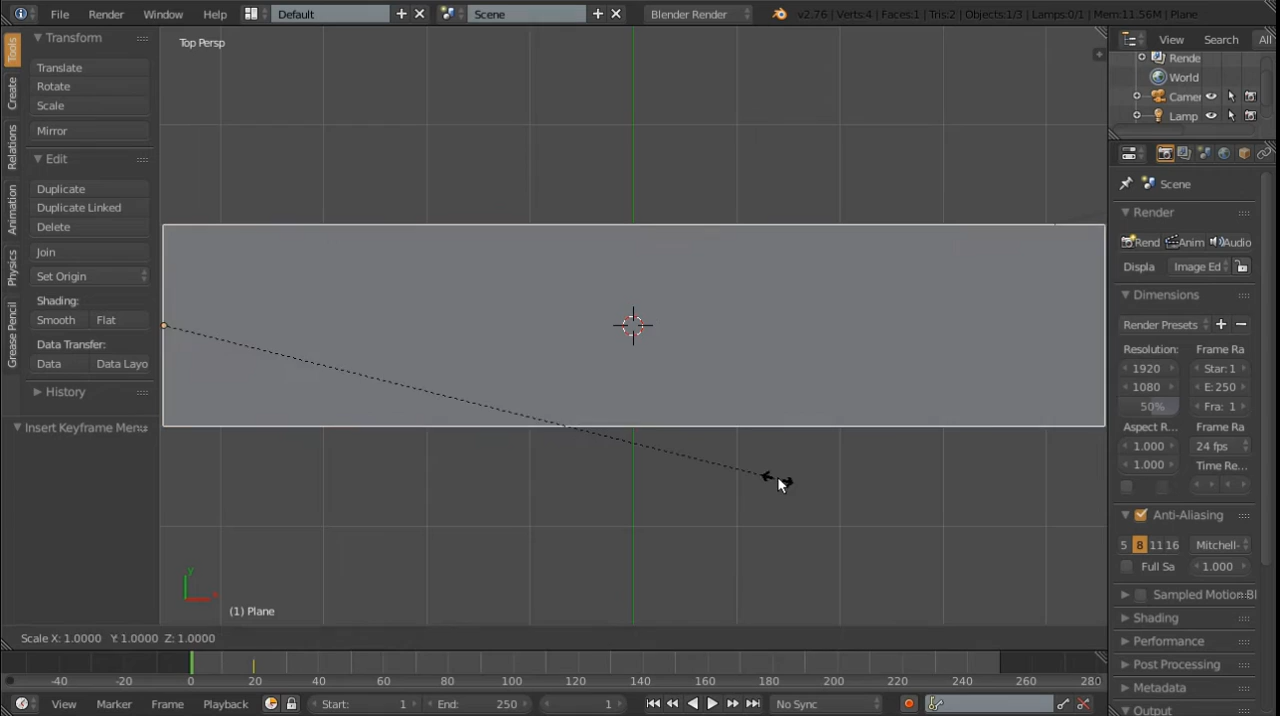 File Render Window Help Default Scene Blender Render v2.76 | Verts:4 | Faces:1 | Tris:2 | Objects:1/3 | Lamps:0/1 | Mem:11.56M | Plane
Tools
Create
Relations
Animation
Physics
Grease Pencil
Transform
Translate
Rotate
Scale
Mirror
Edit
Duplicate
Duplicate Linked
Delete
Join
Set Origin
Shading:
Smooth Flat
Data Transfer:
Data Data Layo
History
Insert Keyframe Menu
Top Persp
y
x
(1) Plane
Scale X: 1.0000 Y: 1.0000 Z: 1.0000
View Search All
Rende
World
Camer
Lamp
Scene
Render
Rend Anim Audio
Displa Image Ed
Dimensions
Render Presets
Resolution: Frame Ra
1920 Star: 1
1080 E: 250
50% Fra: 1
Aspect R... Frame Ra
1.000 24 fps
1.000 Time Re...
Anti-Aliasing
5 8 11 16 Mitchell-
Full Sa 1.000
Sampled Motion Bl
Shading
Performance
Post Processing
Metadata
Output
-40 -20 0 20 40 60 80 100 120 140 160 180 200 220 240 260 280
View Marker Frame Playback Start: 1 End: 250 1 No Sync